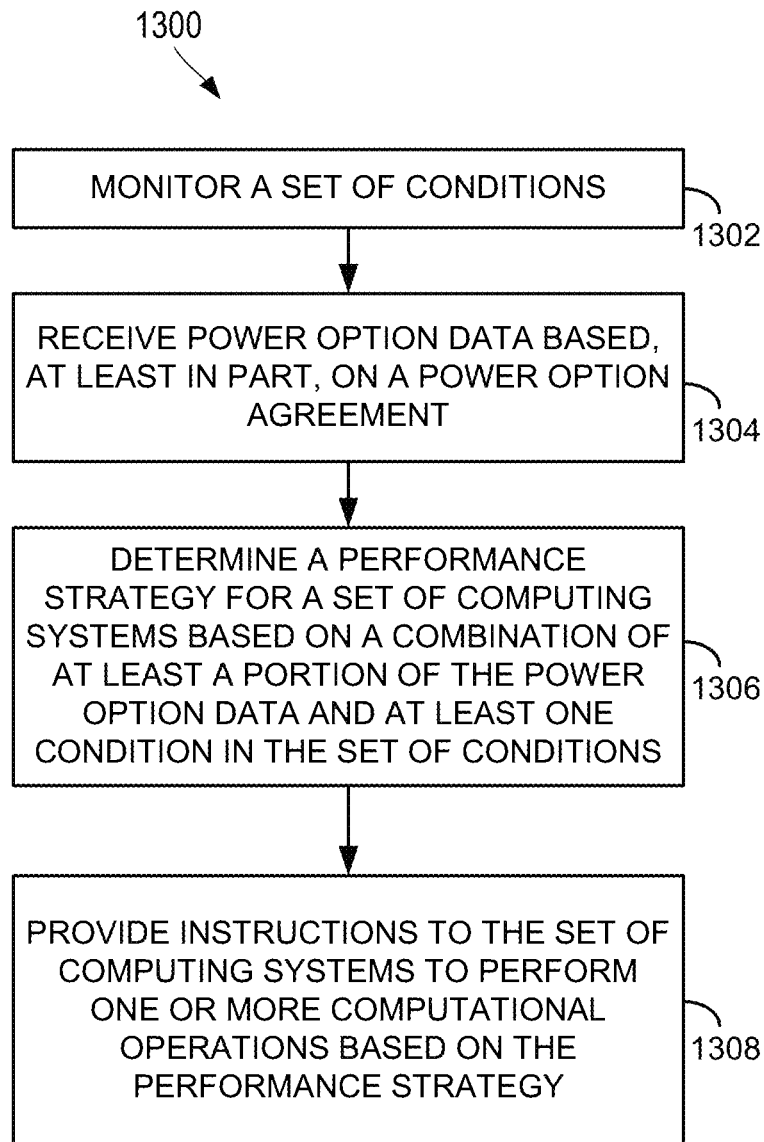 1300
MONITOR A SET OF CONDITIONS
1302
RECEIVE POWER OPTION DATA BASED,
AT LEAST IN PART, ON A POWER OPTION
AGREEMENT
1304
DETERMINE A PERFORMANCE
STRATEGY FOR A SET OF COMPUTING
SYSTEMS BASED ON A COMBINATION OF
AT LEAST A PORTION OF THE POWER
OPTION DATA AND AT LEAST ONE
CONDITION IN THE SET OF CONDITIONS
1306
PROVIDE INSTRUCTIONS TO THE SET OF
COMPUTING SYSTEMS TO PERFORM
ONE OR MORE COMPUTATIONAL
OPERATIONS BASED ON THE
PERFORMANCE STRATEGY
1308